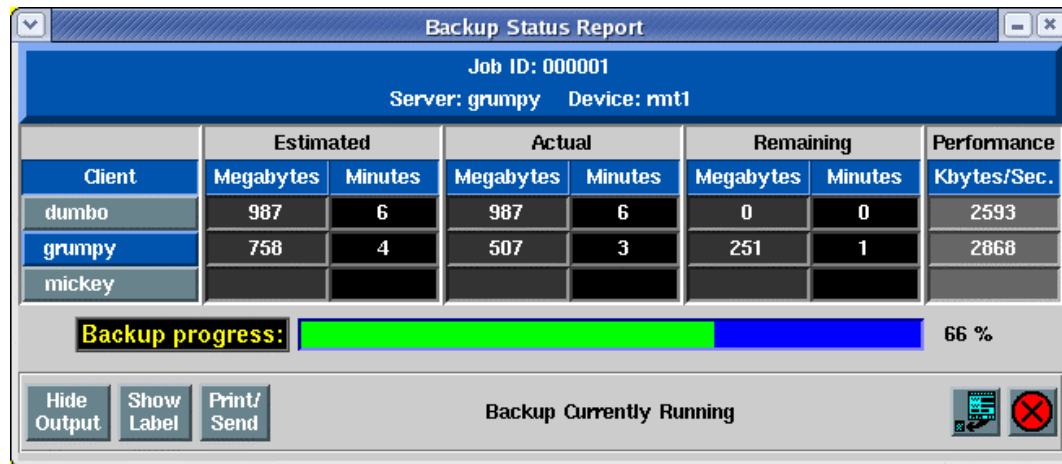 Backup Status Report
Job ID: 000001
Server: grumpy Device: rmt1
Estimated Actual Remaining Performance
Client Megabytes Minutes Megabytes Minutes Megabytes Minutes Kbytes/Sec.
dumbo 987 6 987 6 0 0 2593
grumpy 758 4 507 3 251 1 2868
mickey
Backup progress: 66 %
Hide Output Show Label Print/ Send Backup Currently Running